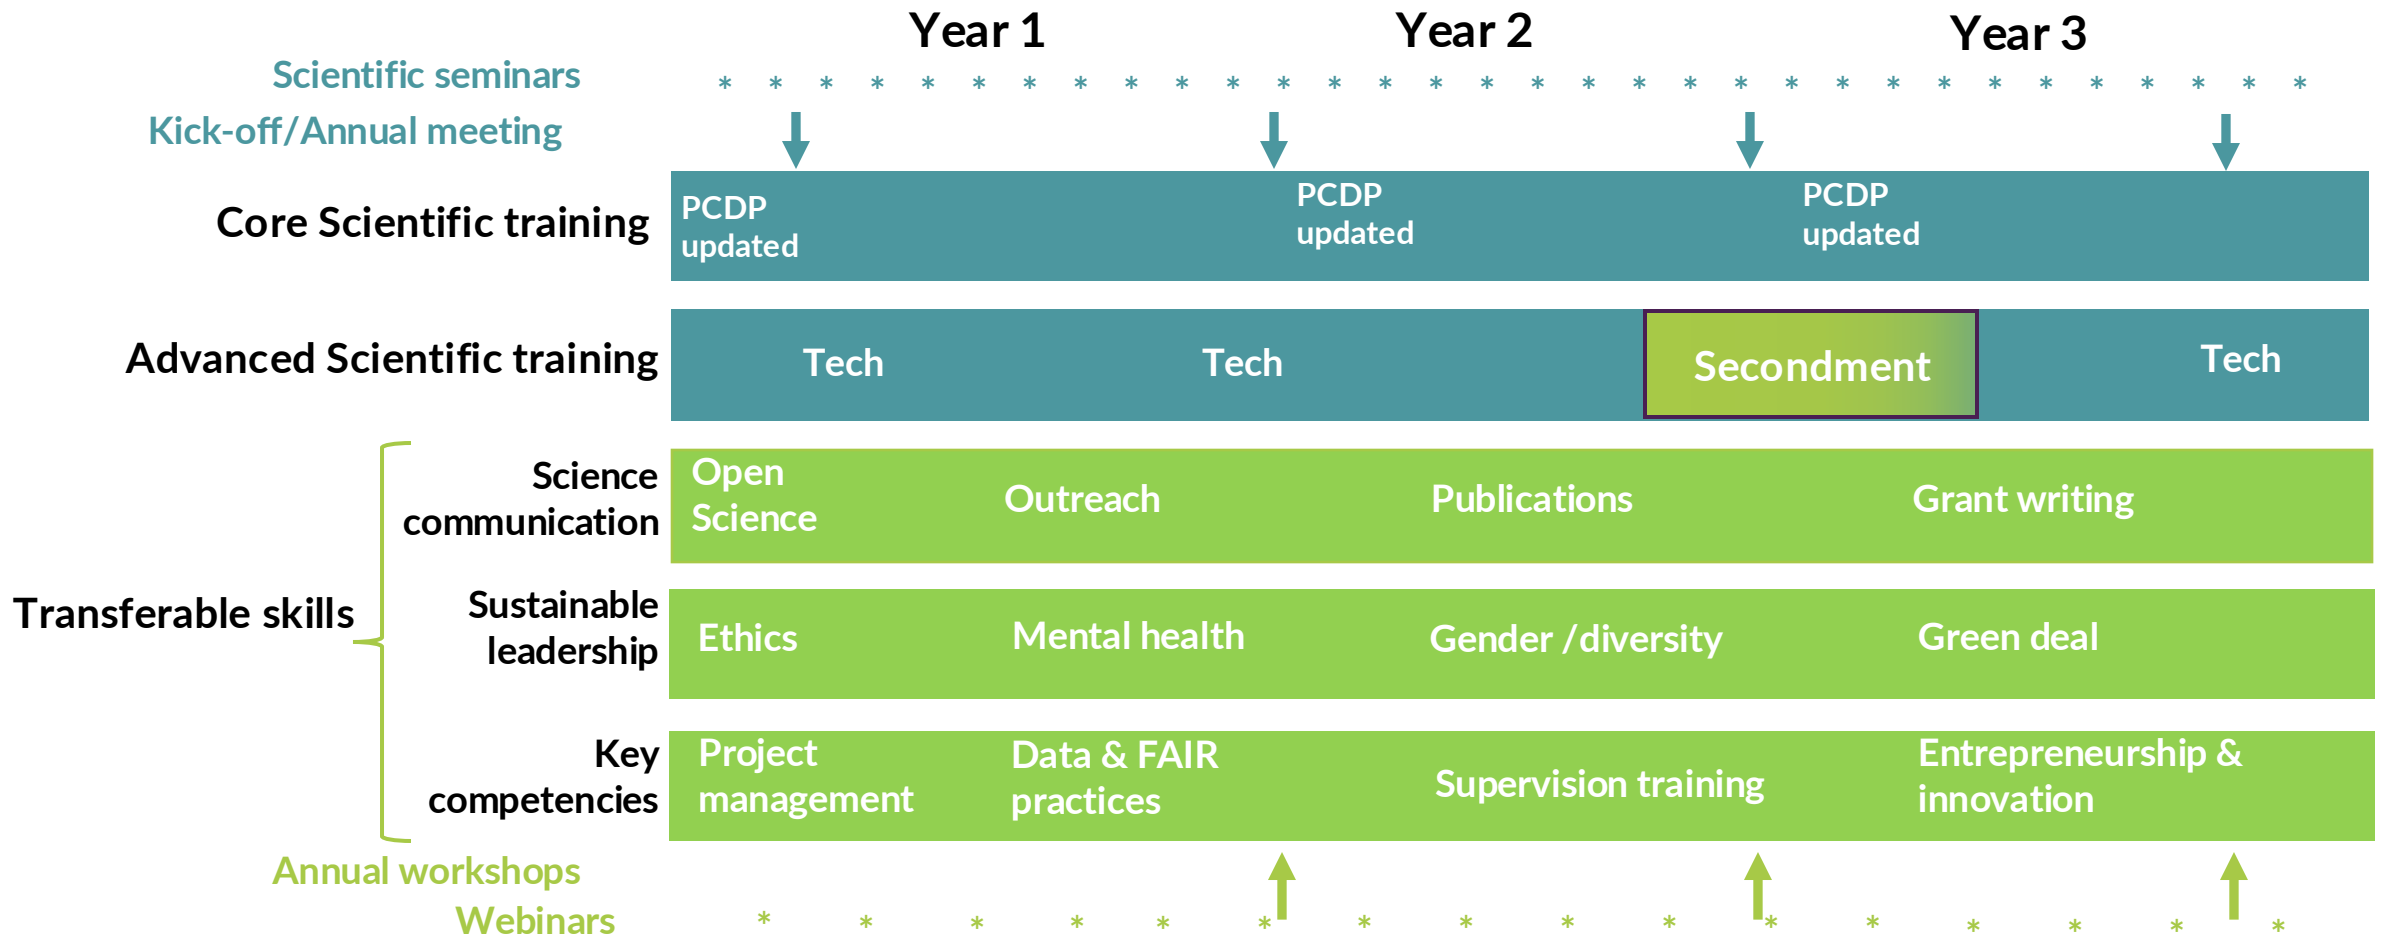 Year 1 Year 2 Year 3
Scientific seminars * * * * * * * * * * * * * * * * * * * * * * * * * * * * * * * *
Kick-off/Annual meeting
Core Scientific training
PCDP
updated
PCDP
updated
PCDP
updated
Advanced Scientific training
Tech Tech Secondment Tech
Transferable skills
Science
communication
Open
Science
Outreach
Publications
Grant writing
Sustainable
leadership
Ethics
Mental health
Gender /diversity
Green deal
Key
competencies
Project
management
Data & FAIR
practices
Supervision training
Entrepreneurship &
innovation
Annual workshops
Webinars * * * * * * * * * * * * * * * *